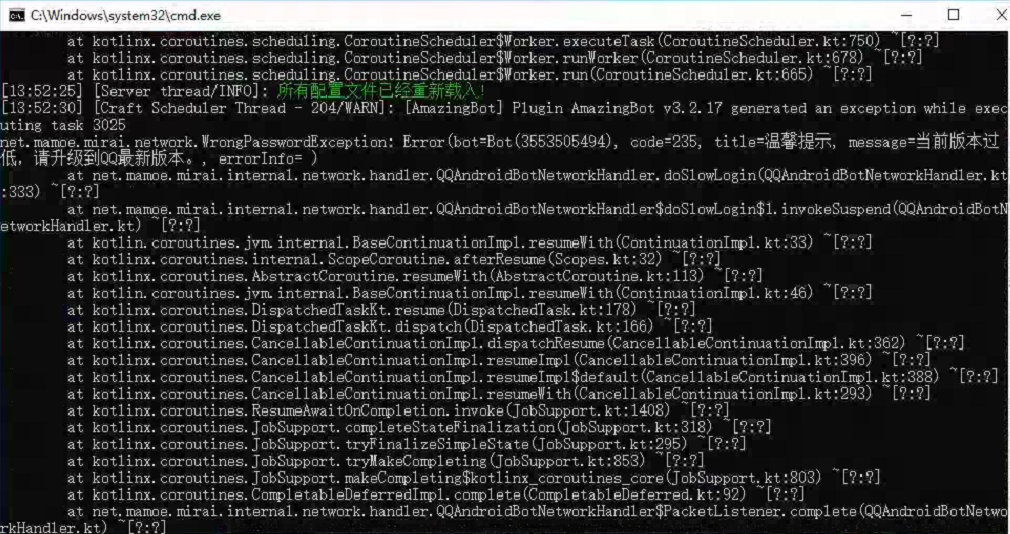 C:\Windows\system32\cmd.exe
at kotlinx.coroutines.scheduling.CoroutineScheduler$Worker.executeTask(CoroutineScheduler.kt:750) ~[?:?]
at kotlinx.coroutines.scheduling.CoroutineScheduler$Worker.runWorker(CoroutineScheduler.kt:678) ~[?:?]
at kotlinx.coroutines.scheduling.CoroutineScheduler$Worker.run(CoroutineScheduler.kt:665) ~[?:?]
[13:52:25] [Server thread/INFO]: 所有配置文件已经重新载入!
[13:52:30] [Craft Scheduler Thread - 204/WARN]: [AmazingBot] Plugin AmazingBot v3.2.17 generated an exception while exec
uting task 3025
net.mamoe.mirai.network.WrongPasswordException: Error(bot=Bot(3553505494), code=235, title=温馨提示, message=当前版本过
低，请升级到QQ最新版本。, errorInfo= )
at net.mamoe.mirai.internal.network.handler.QQAndroidBotNetworkHandler.doSlowLogin(QQAndroidBotNetworkHandler.kt
:333) ~[?:?]
at net.mamoe.mirai.internal.network.handler.QQAndroidBotNetworkHandler$doSlowLogin$1.invokeSuspend(QQAndroidBotN
etworkHandler.kt) ~[?:?]
at kotlin.coroutines.jvm.internal.BaseContinuationImpl.resumeWith(ContinuationImpl.kt:33) ~[?:?]
at kotlinx.coroutines.internal.ScopeCoroutine.afterResume(Scopes.kt:32) ~[?:?]
at kotlinx.coroutines.AbstractCoroutine.resumeWith(AbstractCoroutine.kt:113) ~[?:?]
at kotlin.coroutines.jvm.internal.BaseContinuationImpl.resumeWith(ContinuationImpl.kt:46) ~[?:?]
at kotlinx.coroutines.DispatchedTaskKt.resume(DispatchedTask.kt:178) ~[?:?]
at kotlinx.coroutines.DispatchedTaskKt.dispatch(DispatchedTask.kt:166) ~[?:?]
at kotlinx.coroutines.CancellableContinuationImpl.dispatchResume(CancellableContinuationImpl.kt:362) ~[?:?]
at kotlinx.coroutines.CancellableContinuationImpl.resumeImpl(CancellableContinuationImpl.kt:396) ~[?:?]
at kotlinx.coroutines.CancellableContinuationImpl.resumeImpl$default(CancellableContinuationImpl.kt:388) ~[?:?]
at kotlinx.coroutines.CancellableContinuationImpl.resumeWith(CancellableContinuationImpl.kt:293) ~[?:?]
at kotlinx.coroutines.ResumeAwaitOnCompletion.invoke(JobSupport.kt:1408) ~[?:?]
at kotlinx.coroutines.JobSupport.completeStateFinalization(JobSupport.kt:318) ~[?:?]
at kotlinx.coroutines.JobSupport.tryFinalizeSimpleState(JobSupport.kt:295) ~[?:?]
at kotlinx.coroutines.JobSupport.tryMakeCompleting(JobSupport.kt:853) ~[?:?]
at kotlinx.coroutines.JobSupport.makeCompleting$kotlinx_coroutines_core(JobSupport.kt:803) ~[?:?]
at kotlinx.coroutines.CompletableDeferredImpl.complete(CompletableDeferred.kt:92) ~[?:?]
at net.mamoe.mirai.internal.network.handler.QQAndroidBotNetworkHandler$PacketListener.complete(QQAndroidBotNetwo
rkHandler.kt) ~[?:?]